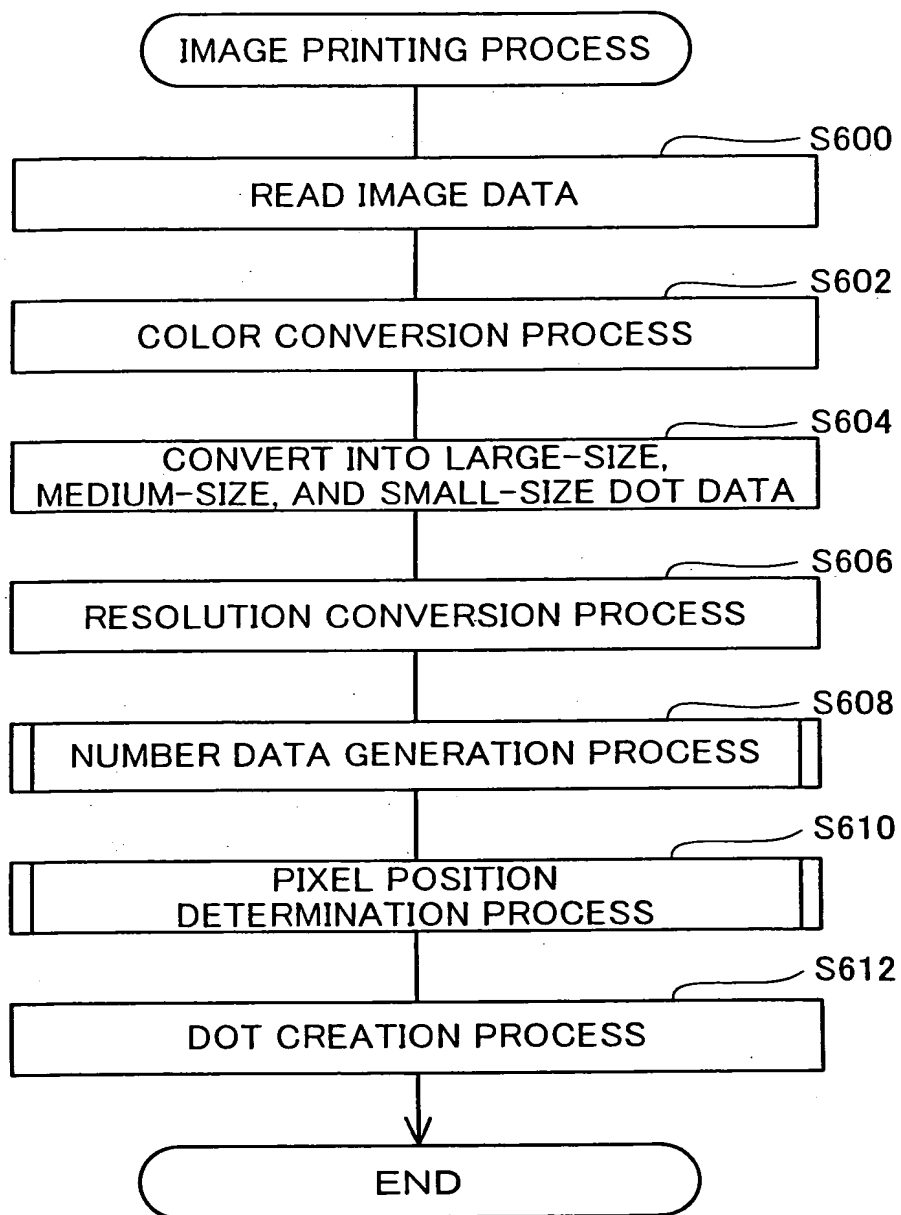 IMAGE PRINTING PROCESS
S600
READ IMAGE DATA
S602
COLOR CONVERSION PROCESS
S604
CONVERT INTO LARGE-SIZE,
MEDIUM-SIZE, AND SMALL-SIZE DOT DATA
S606
RESOLUTION CONVERSION PROCESS
S608
NUMBER DATA GENERATION PROCESS
S610
PIXEL POSITION
DETERMINATION PROCESS
S612
DOT CREATION PROCESS
END